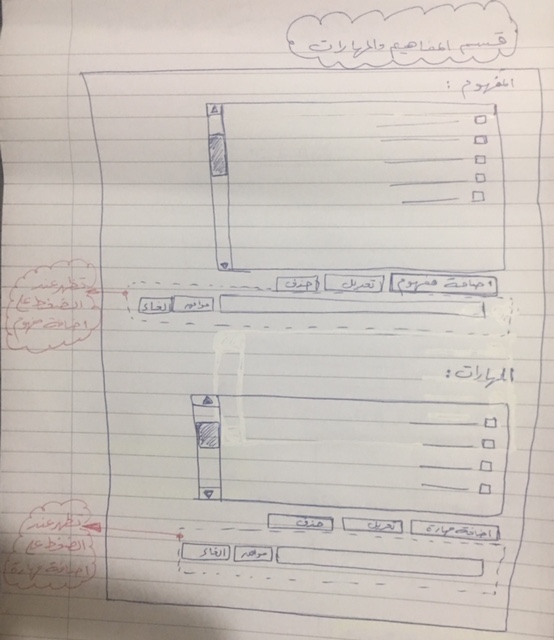 قسم المفاهيم والمهارات
المفهوم :
اضافة مفهوم
تعديل
حذف
موافق
الغاء
تظهر عند
الضغط على
اضافة مفهوم
المهارات :
اضافة مهارة
تعديل
حذف
موافق
الغاء
تظهر عند
الضغط على
اضافة مهارة